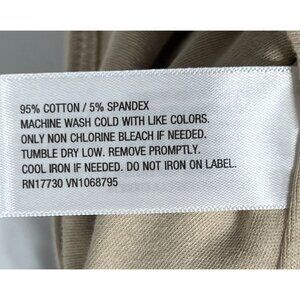 95% COTTON / 5% SPANDEX
MACHINE WASH COLD WITH LIKE COLORS.
ONLY NON CHLORINE BLEACH IF NEEDED.
TUMBLE DRY LOW. REMOVE PROMPTLY.
COOL IRON IF NEEDED. DO NOT IRON ON LABEL.
RN17730 VN1068795